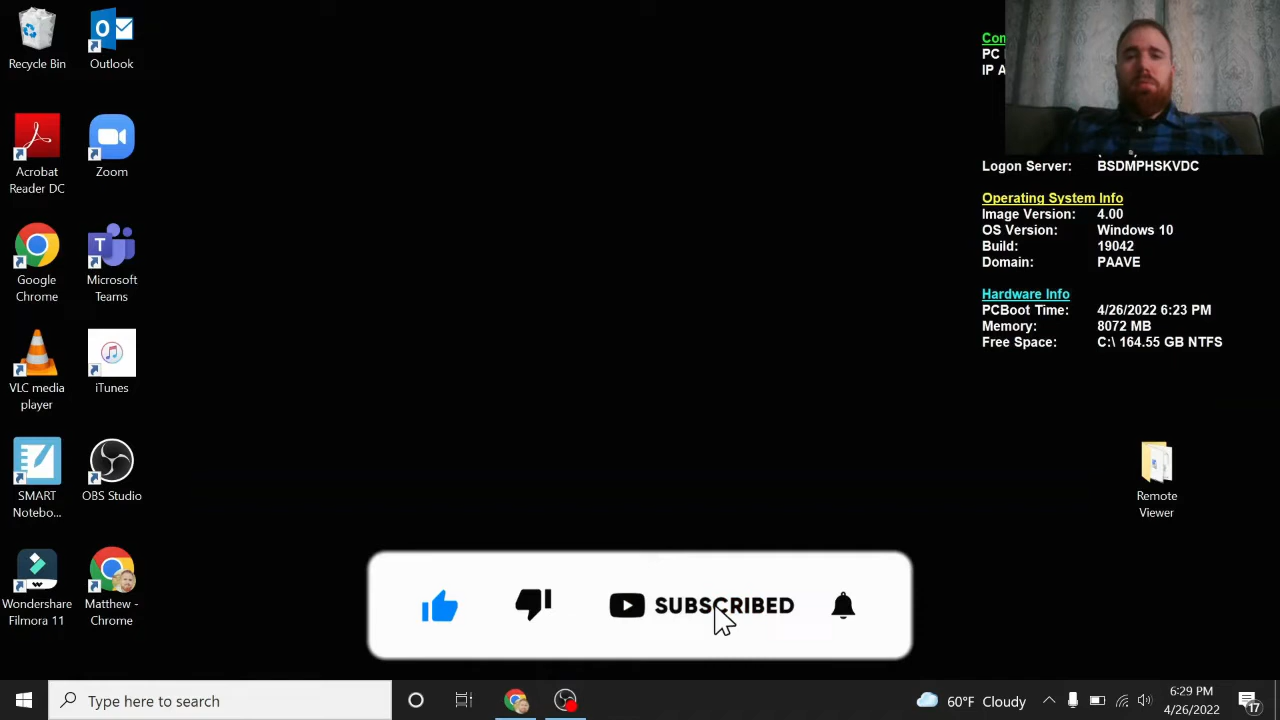 Recycle Bin
Outlook
Acrobat
Reader DC
Zoom
Google
Chrome
Microsoft
Teams
VLC media
player
iTunes
SMART
Notebo...
OBS Studio
Wondershare
Filmora 11
Matthew -
Chrome
PC
IP A
Logon Server: BSDMPHSKVDC
Operating System Info
Image Version: 4.00
OS Version: Windows 10
Build: 19042
Domain: PAAVE
Hardware Info
PCBoot Time: 4/26/2022 6:23 PM
Memory: 8072 MB
Free Space: C:\ 164.55 GB NTFS
Remote
Viewer
SUBSCRIBED
Type here to search
60°F Cloudy
6:29 PM
4/26/2022
17